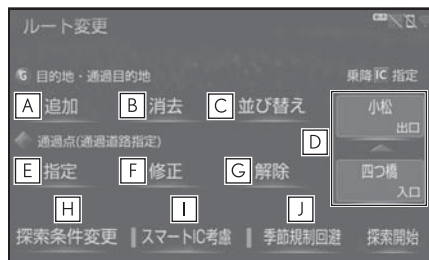 ルート変更
G 目的地・通過目的地 乗降IC指定
A 追加 B 消去 C 並び替え 小松
出口
D
通過点(通過道路指定)
E 指定 F 修正 G 解除 四つ橋
入口
H I J
探索条件変更 スマートIC考慮 季節規制回避 探索開始